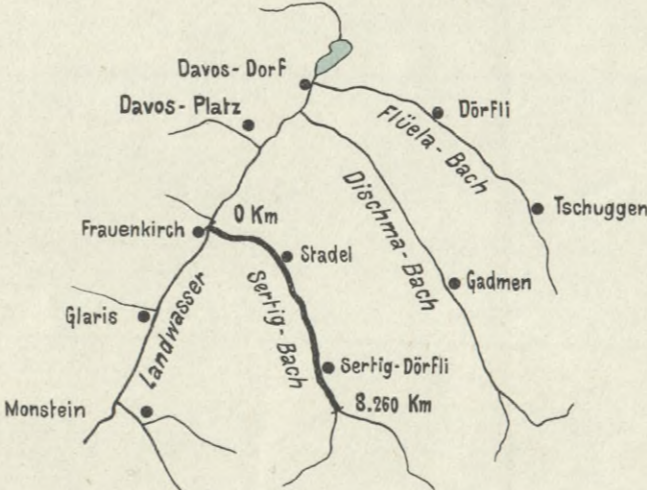 Davos-Dorf
Davos-Platz
Dörfli
Flüela-Bach
Dischma-Bach
Tschuggen
0 Km
Frauenkirch
Stadel
Gadmen
Sertig-Bach
Landwasser
Glaris
Sertig-Dörfli
8.260 Km
Monstein